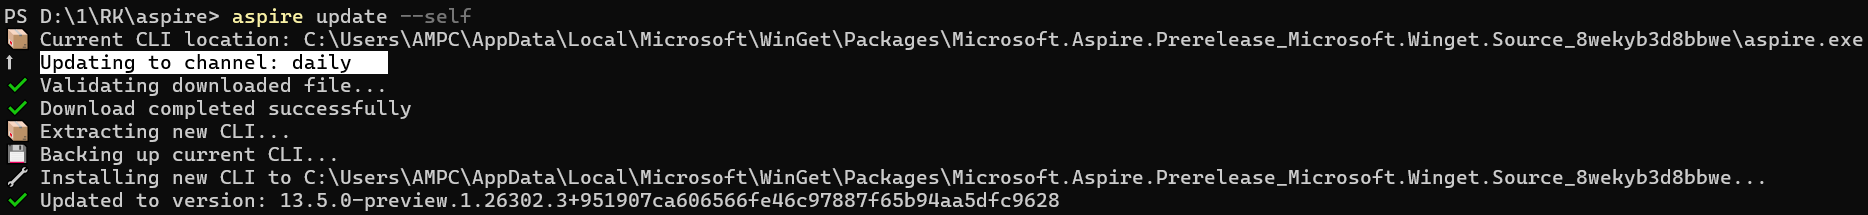 PS D:\1\RK\aspire> aspire update --self
Current CLI location: C:\Users\AMPC\AppData\Local\Microsoft\WinGet\Packages\Microsoft.Aspire.Prerelease_Microsoft.Winget.Source_8wekyb3d8bbwe\aspire.exe
Updating to channel: daily
Validating downloaded file...
Download completed successfully
Extracting new CLI...
Backing up current CLI...
Installing new CLI to C:\Users\AMPC\AppData\Local\Microsoft\WinGet\Packages\Microsoft.Aspire.Prerelease_Microsoft.Winget.Source_8wekyb3d8bbwe...
Updated to version: 13.5.0-preview.1.26302.3+951907ca606566fe46c97887f65b94aa5dfc9628